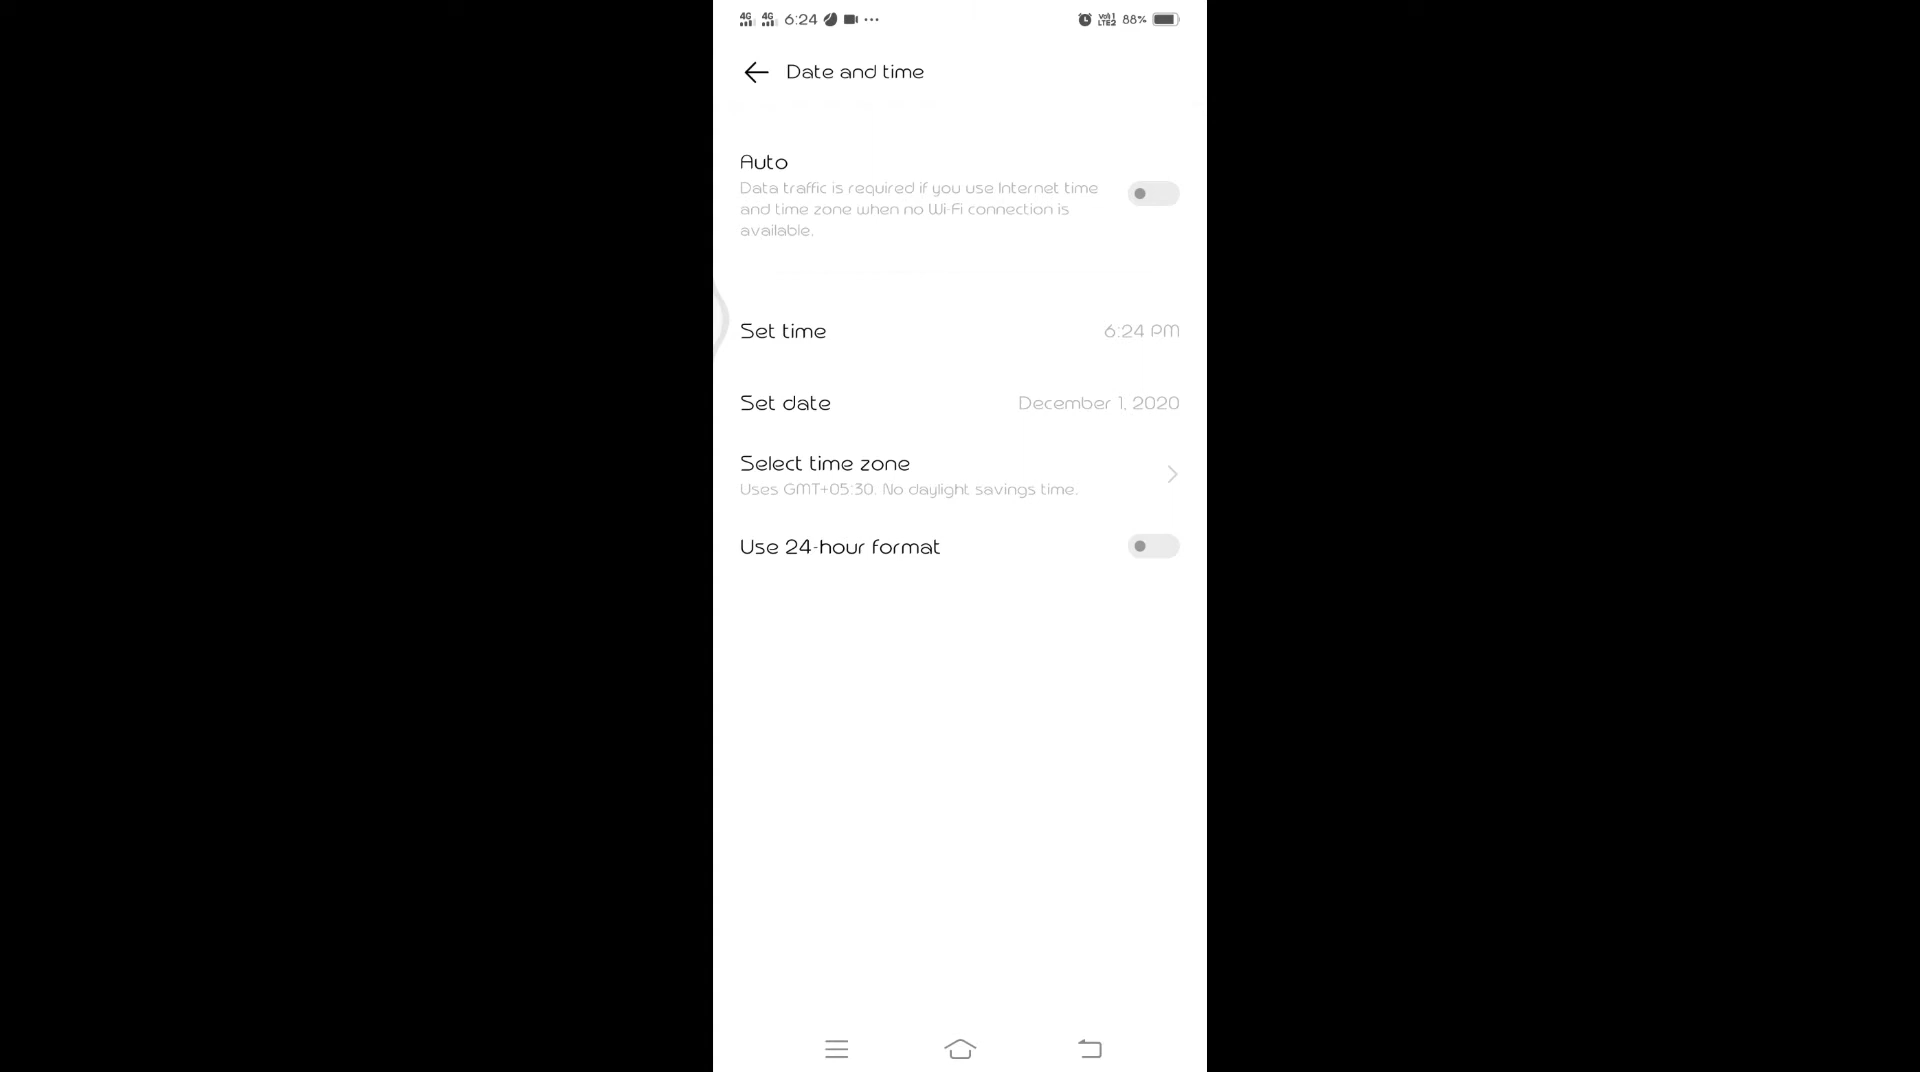 4G 4G 6:24 88%
Date and time
Auto
Data traffic is required if you use Internet time
and time zone when no Wi-Fi connection is
available.
Set time 6:24 PM
Set date December 1, 2020
Select time zone
Uses GMT+05:30. No daylight savings time.
Use 24-hour format